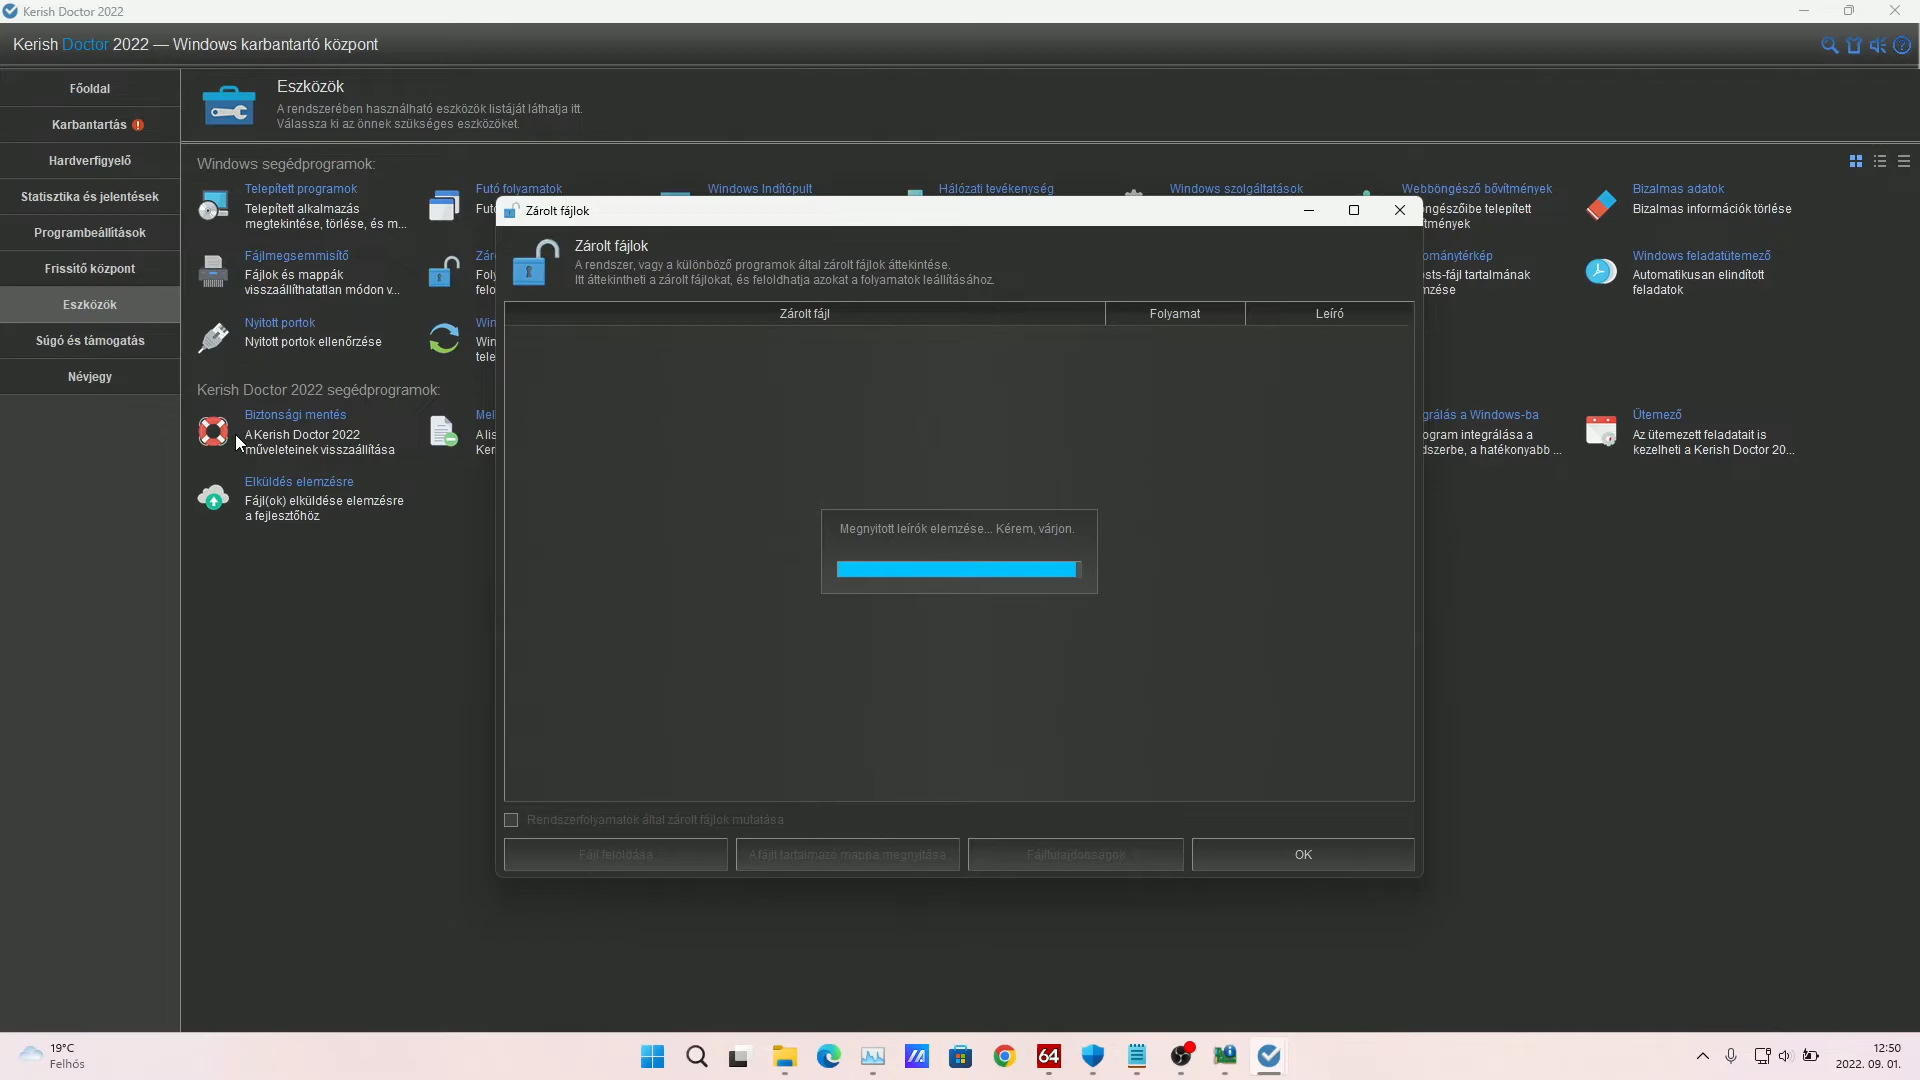 Kerish Doctor 2022
Kerish Doctor 2022 — Windows karbantartó központ
Főoldal
Karbantartás
Hardverfigyelő
Statisztika és jelentések
Programbeállítások
Frissítő központ
Eszközök
Súgó és támogatás
Névjegy
Eszközök
A rendszerében használható eszközök listáját láthatja itt.
Válassza ki az önnek szükséges eszközöket.
Windows segédprogramok:
Telepített programok
Telepített alkalmazás
megtekintése, törlése, és m...
Futó folyamatok
Windows Indítópult
Hálózati tevékenység
Windows szolgáltatások
Webböngésző bővítmények
ngészőibe telepített
tmények
Bizalmas adatok
Bizalmas információk törlése
Fájlmegsemmisítő
Fájlok és mappák
visszaállíthatatlan módon v...
Windows feladatütemező
Automatikusan elindított
feladatok
Nyitott portok
Nyitott portok ellenőrzése
Kerish Doctor 2022 segédprogramok:
Biztonsági mentés
A Kerish Doctor 2022
műveleteinek visszaállítása
grálás a Windows-ba
ogram integrálása a
dszerbe, a hatékonyabb ...
Ütemező
Az ütemezett feladatait is
kezelheti a Kerish Doctor 20...
Elküldés elemzésre
Fájl(ok) elküldése elemzésre
a fejlesztőhöz
Zárolt fájlok
Zárolt fájlok
A rendszer, vagy a különböző programok által zárolt fájlok áttekintése.
Itt áttekintheti a zárolt fájlokat, és feloldhatja azokat a folyamatok leállításához.
Zárolt fájl
Folyamat
Leíró
Megnyitott leírók elemzése... Kérem, várjon.
Rendszerfolyamatok által zárolt fájlok mutatása
Fájl feloldása
A fájlt tartalmazó mappa megnyitása
Fájltulajdonságok
OK
19°C
Felhős
64
12:50
2022. 09. 01.